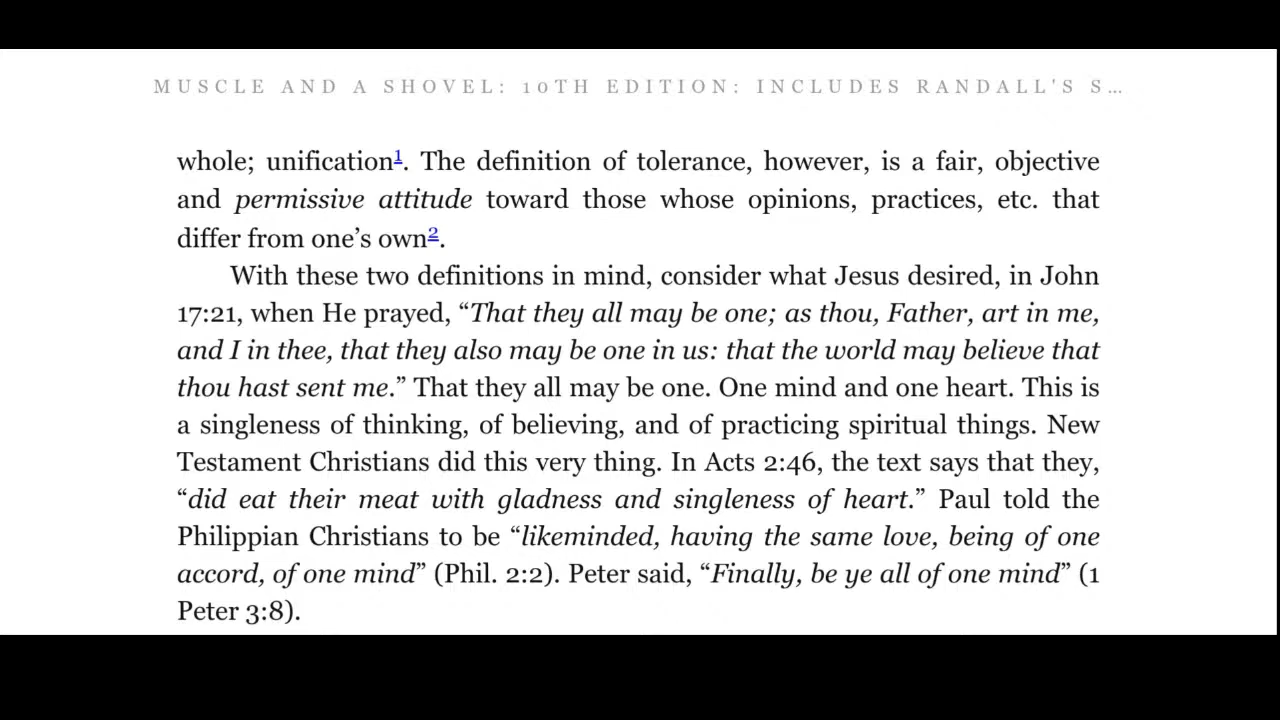 MUSCLE AND A SHOVEL: 10TH EDITION: INCLUDES RANDALL'S S…
whole; unification1. The definition of tolerance, however, is a fair, objective
and permissive attitude toward those whose opinions, practices, etc. that
differ from one’s own2.
With these two definitions in mind, consider what Jesus desired, in John
17:21, when He prayed, “That they all may be one; as thou, Father, art in me,
and I in thee, that they also may be one in us: that the world may believe that
thou hast sent me.” That they all may be one. One mind and one heart. This is
a singleness of thinking, of believing, and of practicing spiritual things. New
Testament Christians did this very thing. In Acts 2:46, the text says that they,
“did eat their meat with gladness and singleness of heart.” Paul told the
Philippian Christians to be “likeminded, having the same love, being of one
accord, of one mind” (Phil. 2:2). Peter said, “Finally, be ye all of one mind” (1
Peter 3:8).